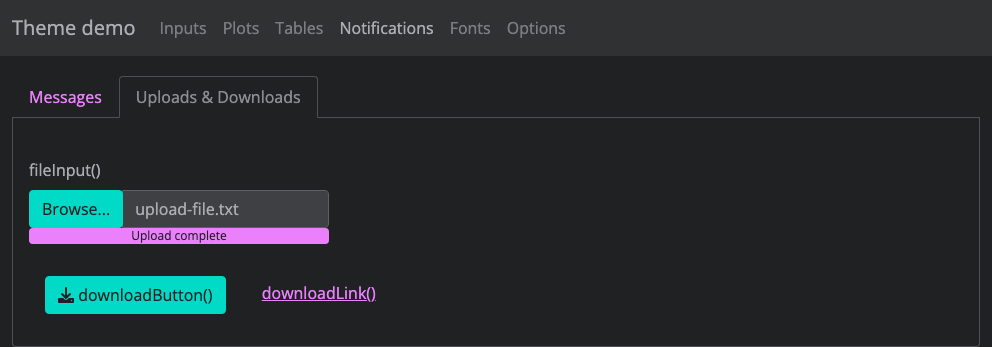 Theme demo Inputs Plots Tables Notifications Fonts Options
Messages Uploads & Downloads
fileInput()
Browse... upload-file.txt
Upload complete
downloadButton() downloadLink()